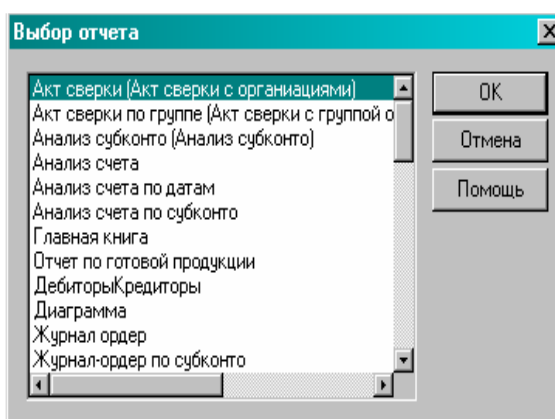 Выбор отчета
Акт сверки (Акт сверки с органиациями)
Акт сверки по группе (Акт сверки с группой о
Анализ субконто (Анализ субконто)
Анализ счета
Анализ счета по датам
Анализ счета по субконто
Главная книга
Отчет по готовой продукции
ДебиторыКредиторы
Диаграмма
Журнал ордер
Журнал-ордер по субконто
OK
Отмена
Помощь